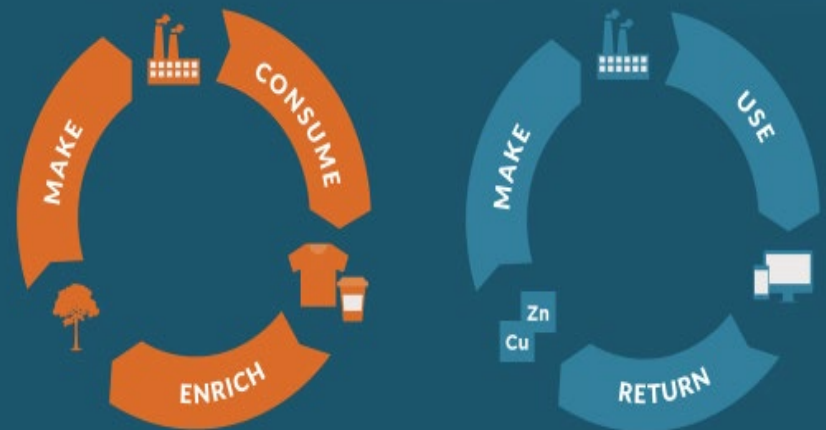 MAKE
CONSUME
ENRICH
MAKE
USE
Zn
Cu
RETURN